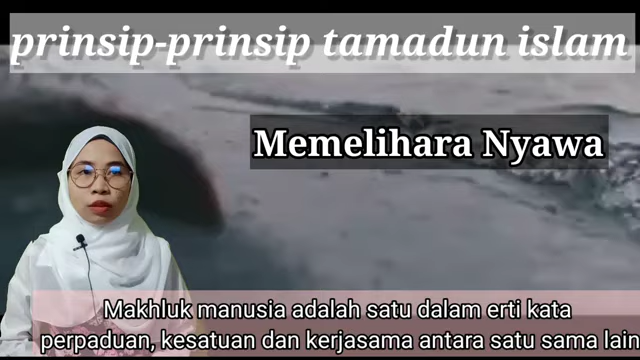 prinsip-prinsip tamadun islam
Memelihara Nyawa
Makhluk manusia adalah satu dalam erti kata
perpaduan, kesatuan dan kerjasama antara satu sama lain